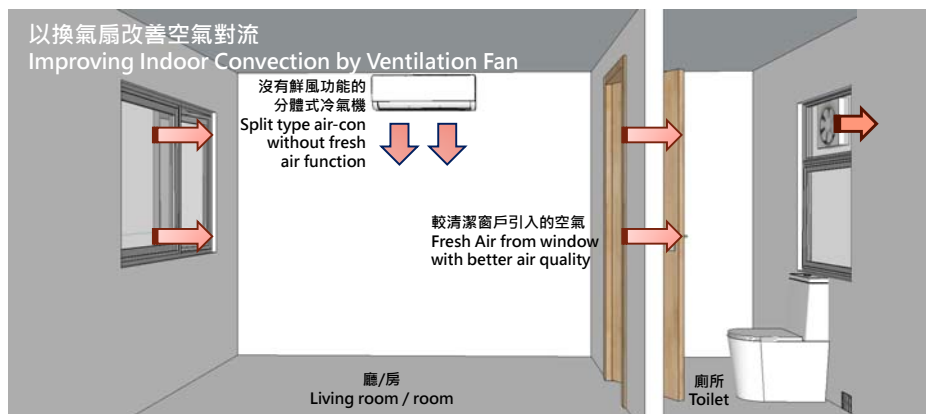 以換氣扇改善空氣對流
Improving Indoor Convection by Ventilation Fan
沒有鮮風功能的
分體式冷氣機
Split type air-con
without fresh
air function
較清潔窗戶引入的空氣
Fresh Air from window
with better air quality
廳/房
Living room / room
廁所
Toilet